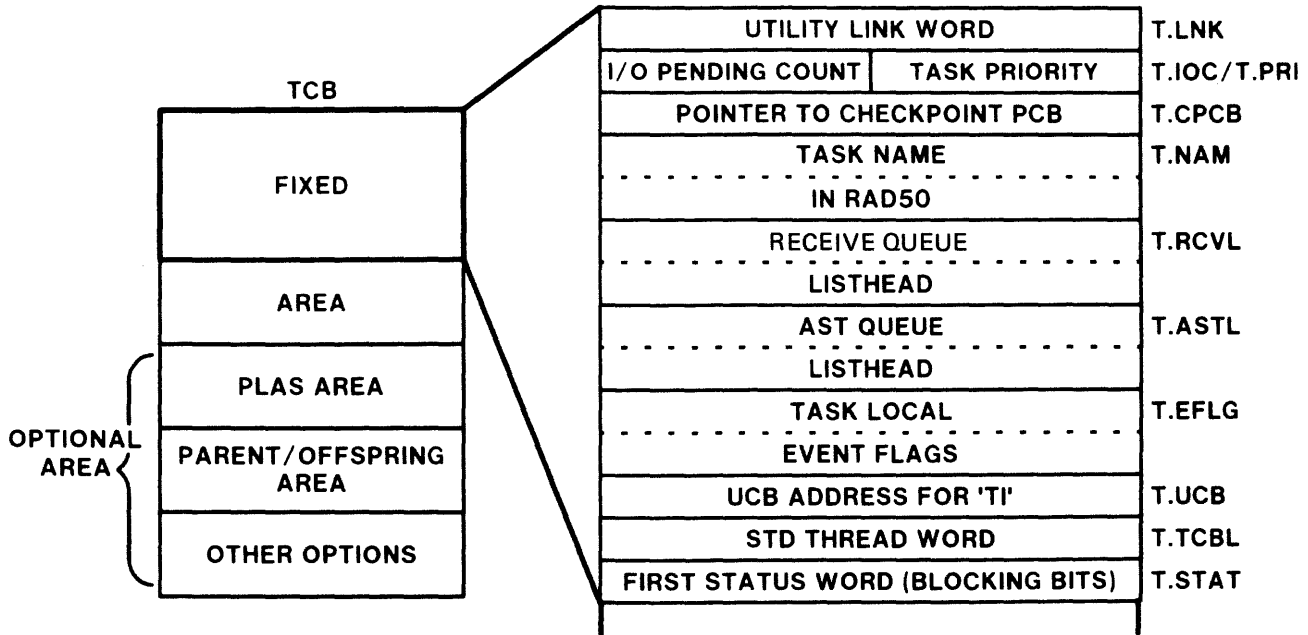 TCB
FIXED
AREA
PLAS AREA
PARENT/OFFSPRING
AREA
OTHER OPTIONS
OPTIONAL
AREA
UTILITY LINK WORD T.LNK
I/O PENDING COUNT TASK PRIORITY T.IOC/T.PRI
POINTER TO CHECKPOINT PCB T.CPCB
TASK NAME T.NAM
IN RAD50
RECEIVE QUEUE T.RCVL
LISTHEAD
AST QUEUE T.ASTL
LISTHEAD
TASK LOCAL T.EFLG
EVENT FLAGS
UCB ADDRESS FOR 'TI' T.UCB
STD THREAD WORD T.TCBL
FIRST STATUS WORD (BLOCKING BITS) T.STAT